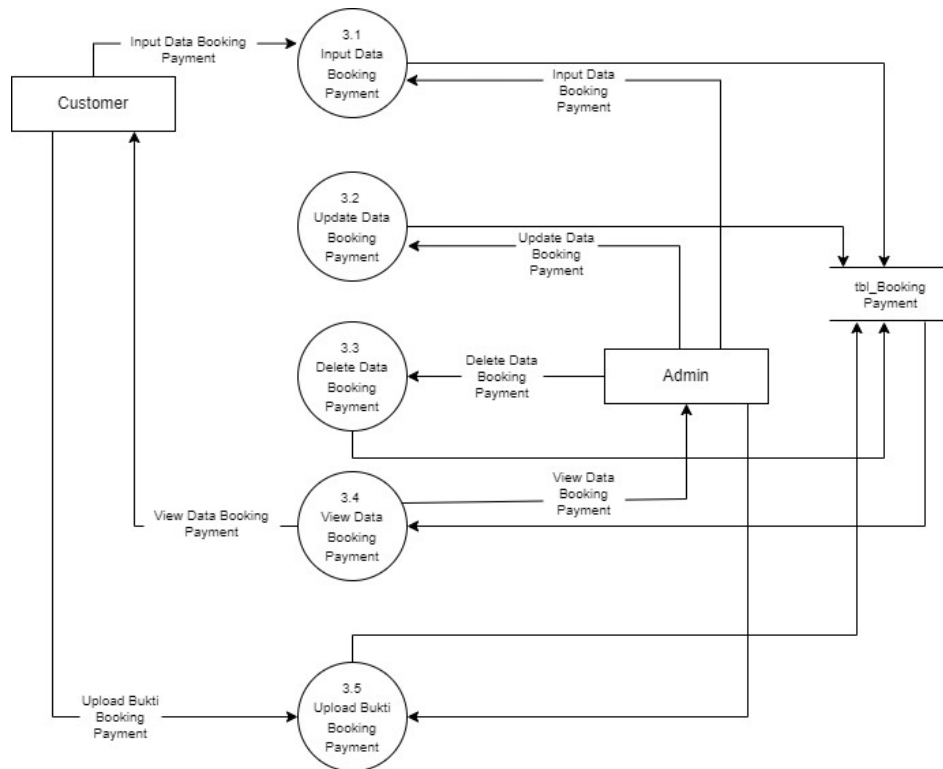 3.1
Input Data
Booking
Payment
Input Data Booking
Payment
Input Data
Booking
Payment
Customer
3.2
Update Data
Booking
Payment
Update Data
Booking
Payment
tbl_Booking
Payment
3.3
Delete Data
Booking
Payment
Delete Data
Booking
Payment
Admin
3.4
View Data
Booking
Payment
View Data
Booking
Payment
View Data Booking
Payment
3.5
Upload Bukti
Booking
Payment
Upload Bukti
Booking
Payment